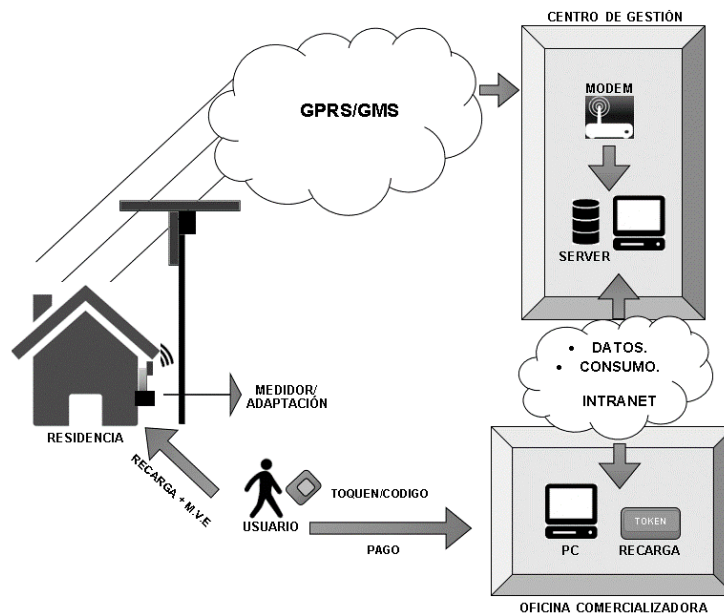 CENTRO DE GESTIÓN
GPRS/GMS
MODEM
SERVER
• DATOS.
• CONSUMO.
INTRANET
MEDIDOR/
ADAPTACIÓN
RESIDENCIA
RECARGA + M.V.E
TOQUEN/CODIGO
USUARIO
PAGO
TOKEN
PC
RECARGA
OFICINA COMERCIALIZADORA